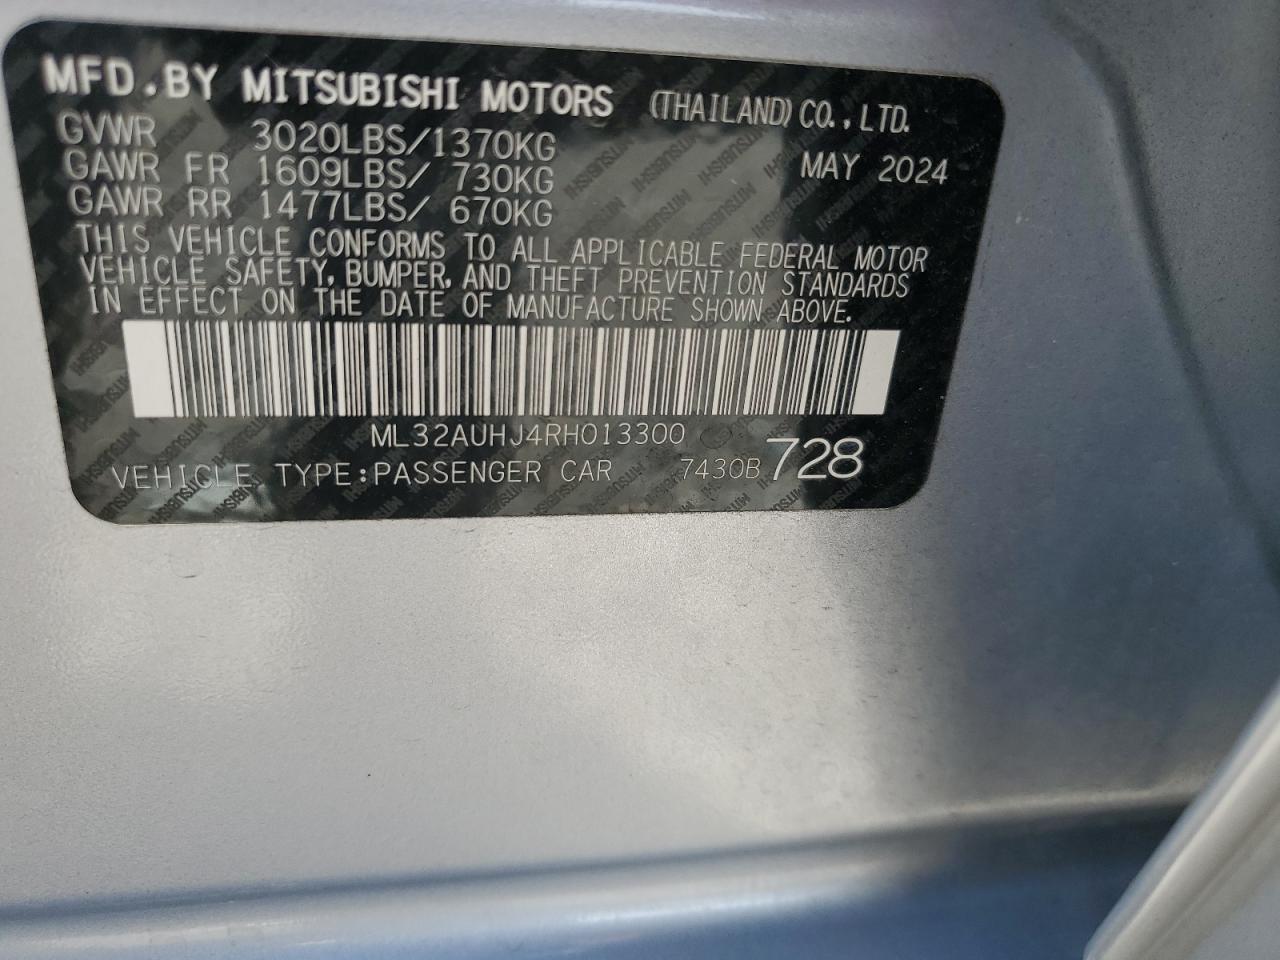 MFD.BY MITSUBISHI MOTORS (THAILAND)CO.,LTD.
GVWR 3020LBS/1370KG MAY 2024
GAWR FR 1609LBS/ 730KG
GAWR RR 1477LBS/ 670KG
THIS VEHICLE CONFORMS TO ALL APPLICABLE FEDERAL MOTOR
VEHICLE SAFETY, BUMPER, AND THEFT PREVENTION STANDARDS
IN EFFECT ON THE DATE OF MANUFACTURE SHOWN ABOVE.
ML32AUHJ4RH013300
VEHICLE TYPE:PASSENGER CAR 7430B 728